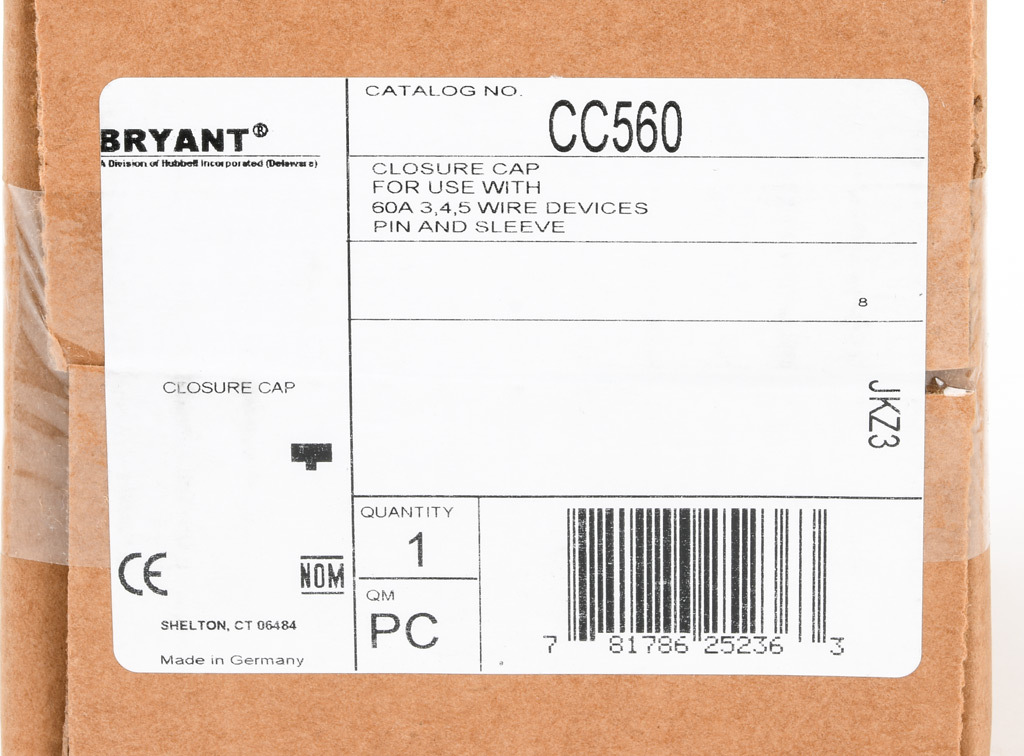 BRYANT®
A Division of Hubbell Incorporated (Delaware)
CATALOG NO.
CC560
CLOSURE CAP
FOR USE WITH
60A 3,4,5 WIRE DEVICES
PIN AND SLEEVE
8
JKZ3
CLOSURE CAP
CE
NOM
SHELTON, CT 06484
Made in Germany
QUANTITY
1
QM
PC
7 81786 25236 3